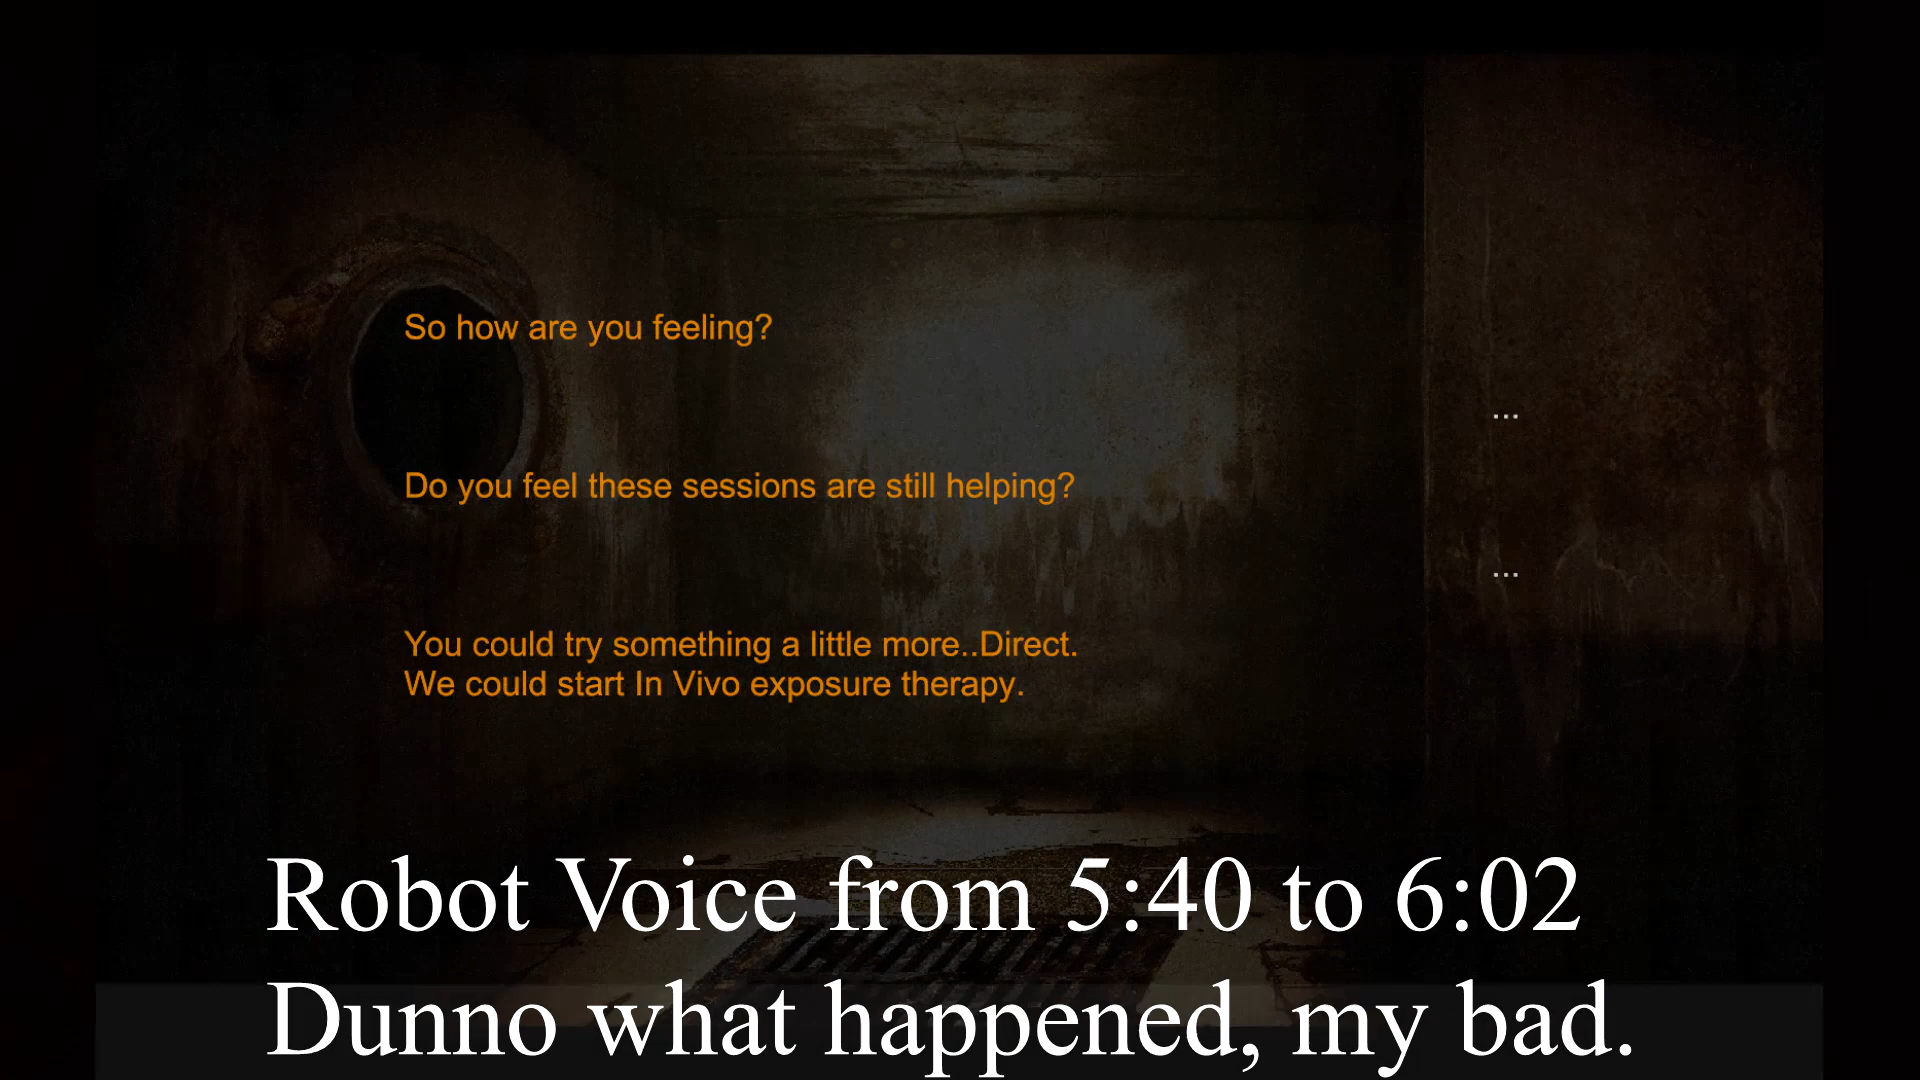 So how are you feeling?
...
Do you feel these sessions are still helping?
...
You could try something a little more..Direct.
We could start In Vivo exposure therapy.
Robot Voice from 5:40 to 6:02
Dunno what happened, my bad.